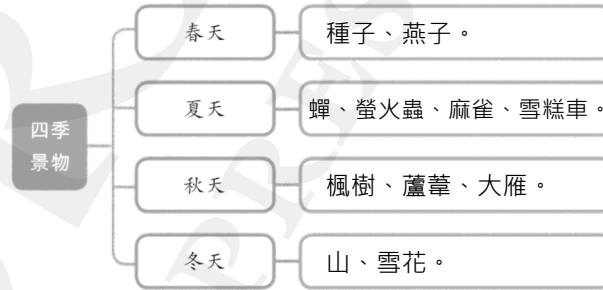 四季
景物
春天
種子、燕子。
夏天
蟬、螢火蟲、麻雀、雪糕車。
秋天
楓樹、蘆葦、大雁。
冬天
山、雪花。